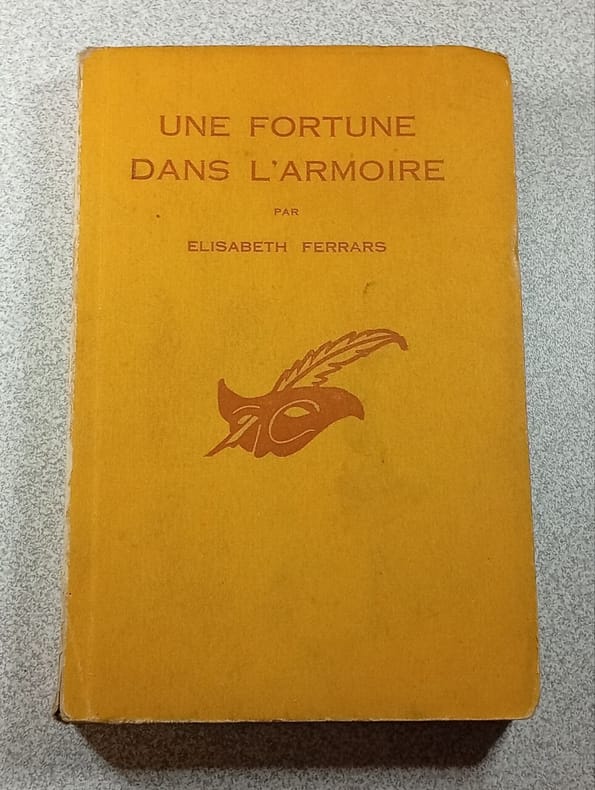 UNE FORTUNE
DANS L'ARMOIRE
PAR
ELISABETH FERRARS